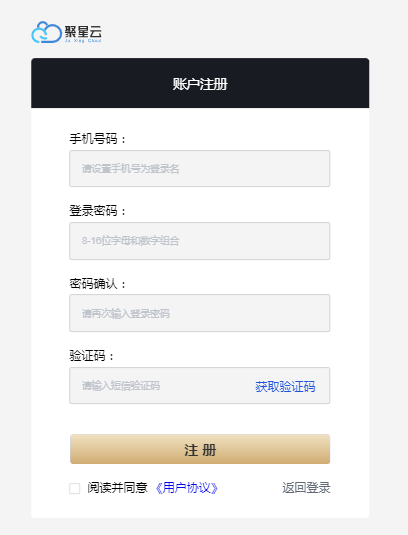 聚星云
Ju Xing Cloud
账户注册
手机号码：
请设置手机号为登录名
登录密码：
8-16位字母和数字组合
密码确认：
请再次输入登录密码
验证码：
请输入短信验证码 获取验证码
注 册
阅读并同意 《用户协议》 返回登录